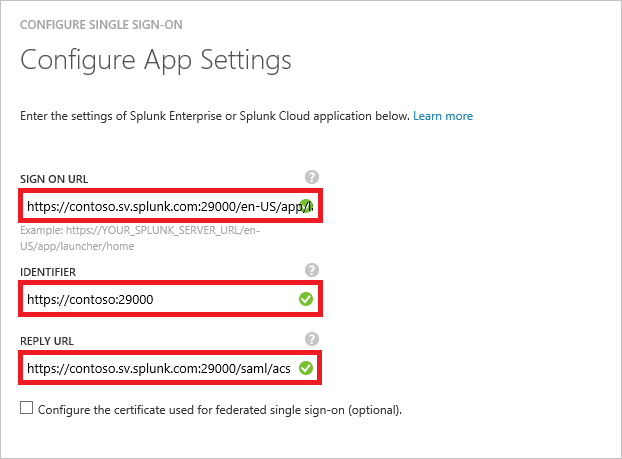 CONFIGURE SINGLE SIGN-ON
Configure App Settings
Enter the settings of Splunk Enterprise or Splunk Cloud application below. Learn more
SIGN ON URL ?
https://contoso.sv.splunk.com:29000/en-US/app/
Example: https://YOUR_SPLUNK_SERVER_URL/en-
US/app/launcher/home
IDENTIFIER ?
https://contoso:29000
REPLY URL ?
https://contoso.sv.splunk.com:29000/saml/acs
Configure the certificate used for federated single sign-on (optional).